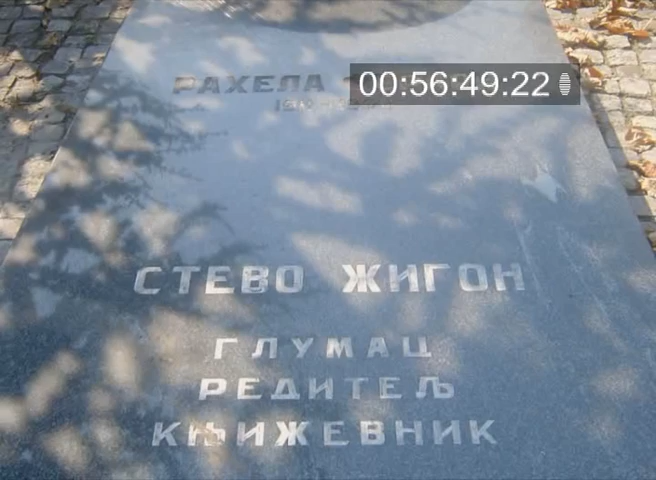 РАХЕЛА
00:56:49:22
СТЕВО ЖИГОН
ГЛУМАЦ
РЕДИТЕЉ
КЊИЖЕВНИК